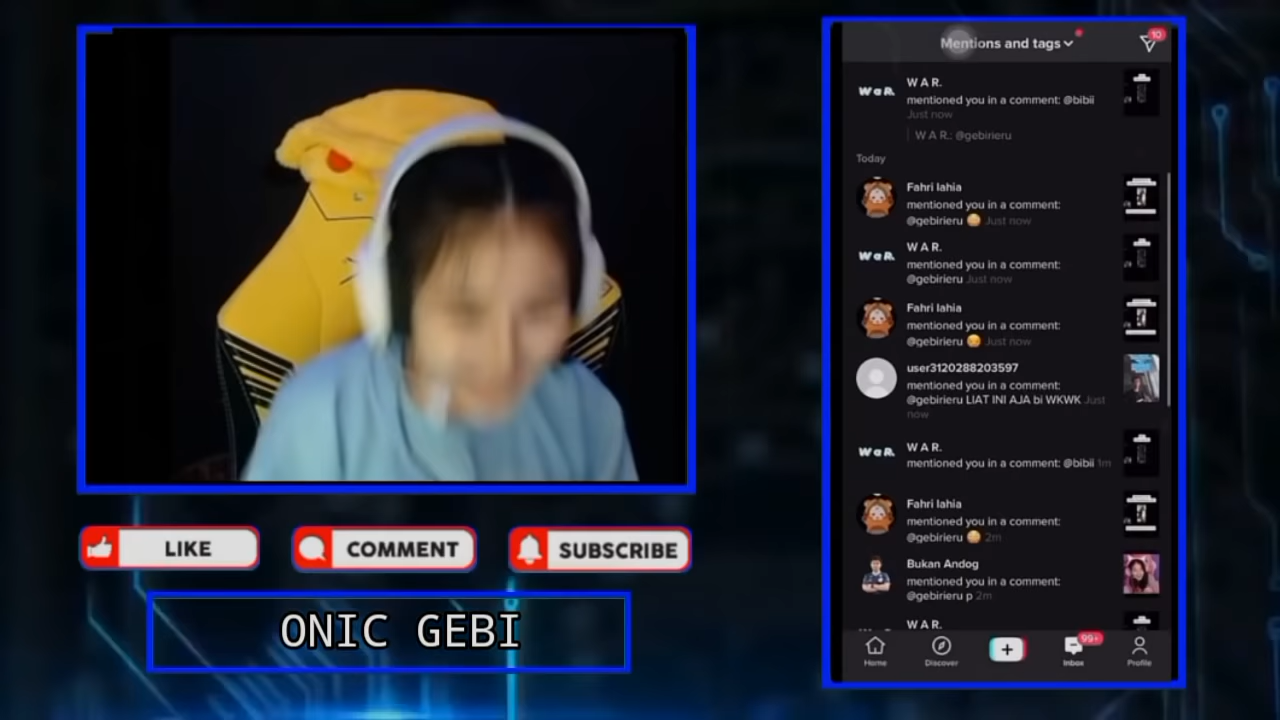 LIKE
COMMENT
SUBSCRIBE
ONIC GEBI
Mentions and tags
10
W A R.
W A R.
mentioned you in a comment: @bibii
Just now
W A R.: @gebirieru
Today
Fahri lahia
mentioned you in a comment:
@gebirieru 😳 Just now
W A R.
W A R.
mentioned you in a comment:
@gebirieru Just now
Fahri lahia
mentioned you in a comment:
@gebirieru Just now
user3120288203597
mentioned you in a comment:
@gebirieru LIAT INI AJA bi WKWK Just
now
W A R.
W A R.
mentioned you in a comment: @bibii 1m
Fahri lahia
mentioned you in a comment:
@gebirieru 😳 2m
Bukan Andog
mentioned you in a comment:
@gebirieru p 2m
W A R.
99+
Home
Discover
Inbox
Profile